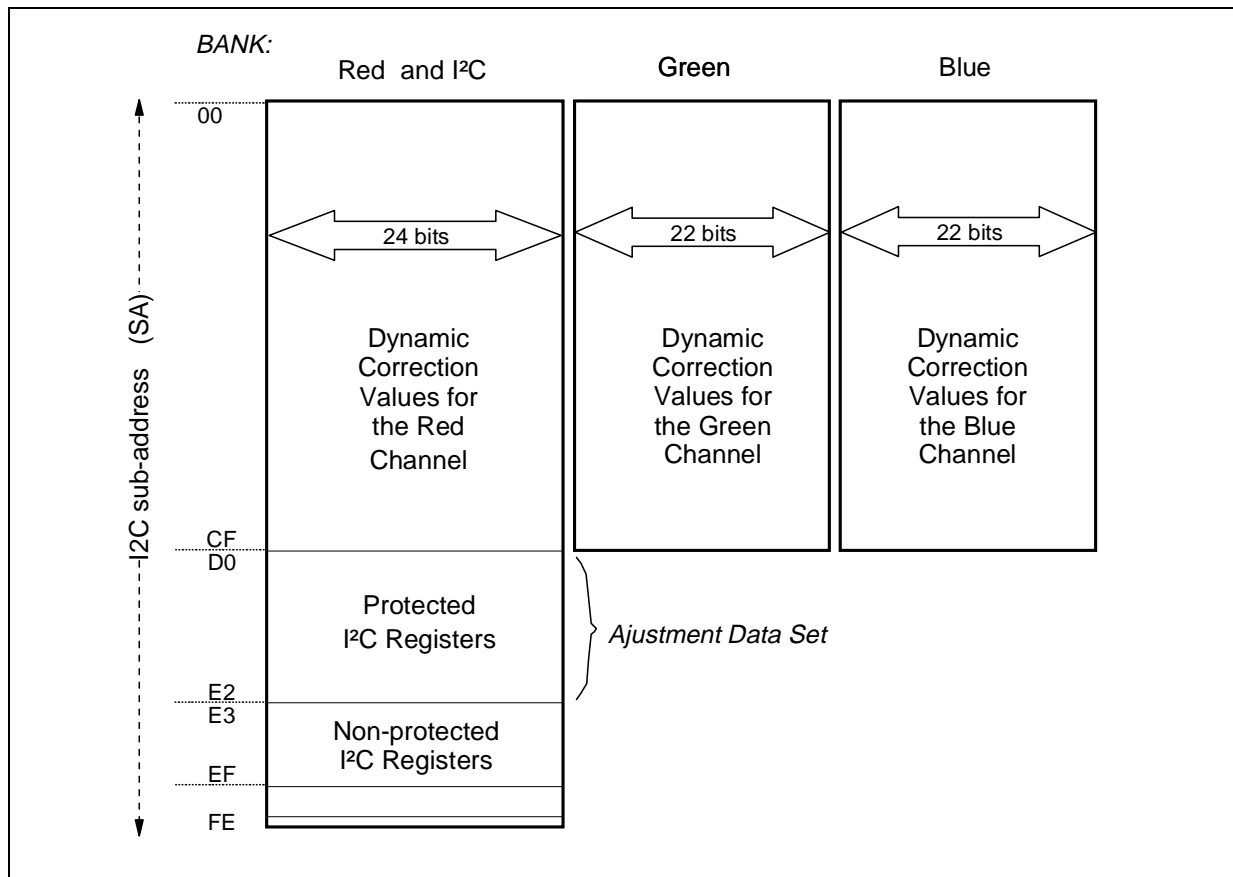 BANK:
Red and I²C
Green
Blue
00
24 bits
22 bits
22 bits
I2C sub-address (SA)
Dynamic
Correction
Values for
the Red
Channel
Dynamic
Correction
Values for
the Green
Channel
Dynamic
Correction
Values for
the Blue
Channel
CF
D0
Protected
I²C Registers
Ajustment Data Set
E2
E3
Non-protected
I²C Registers
EF
FE